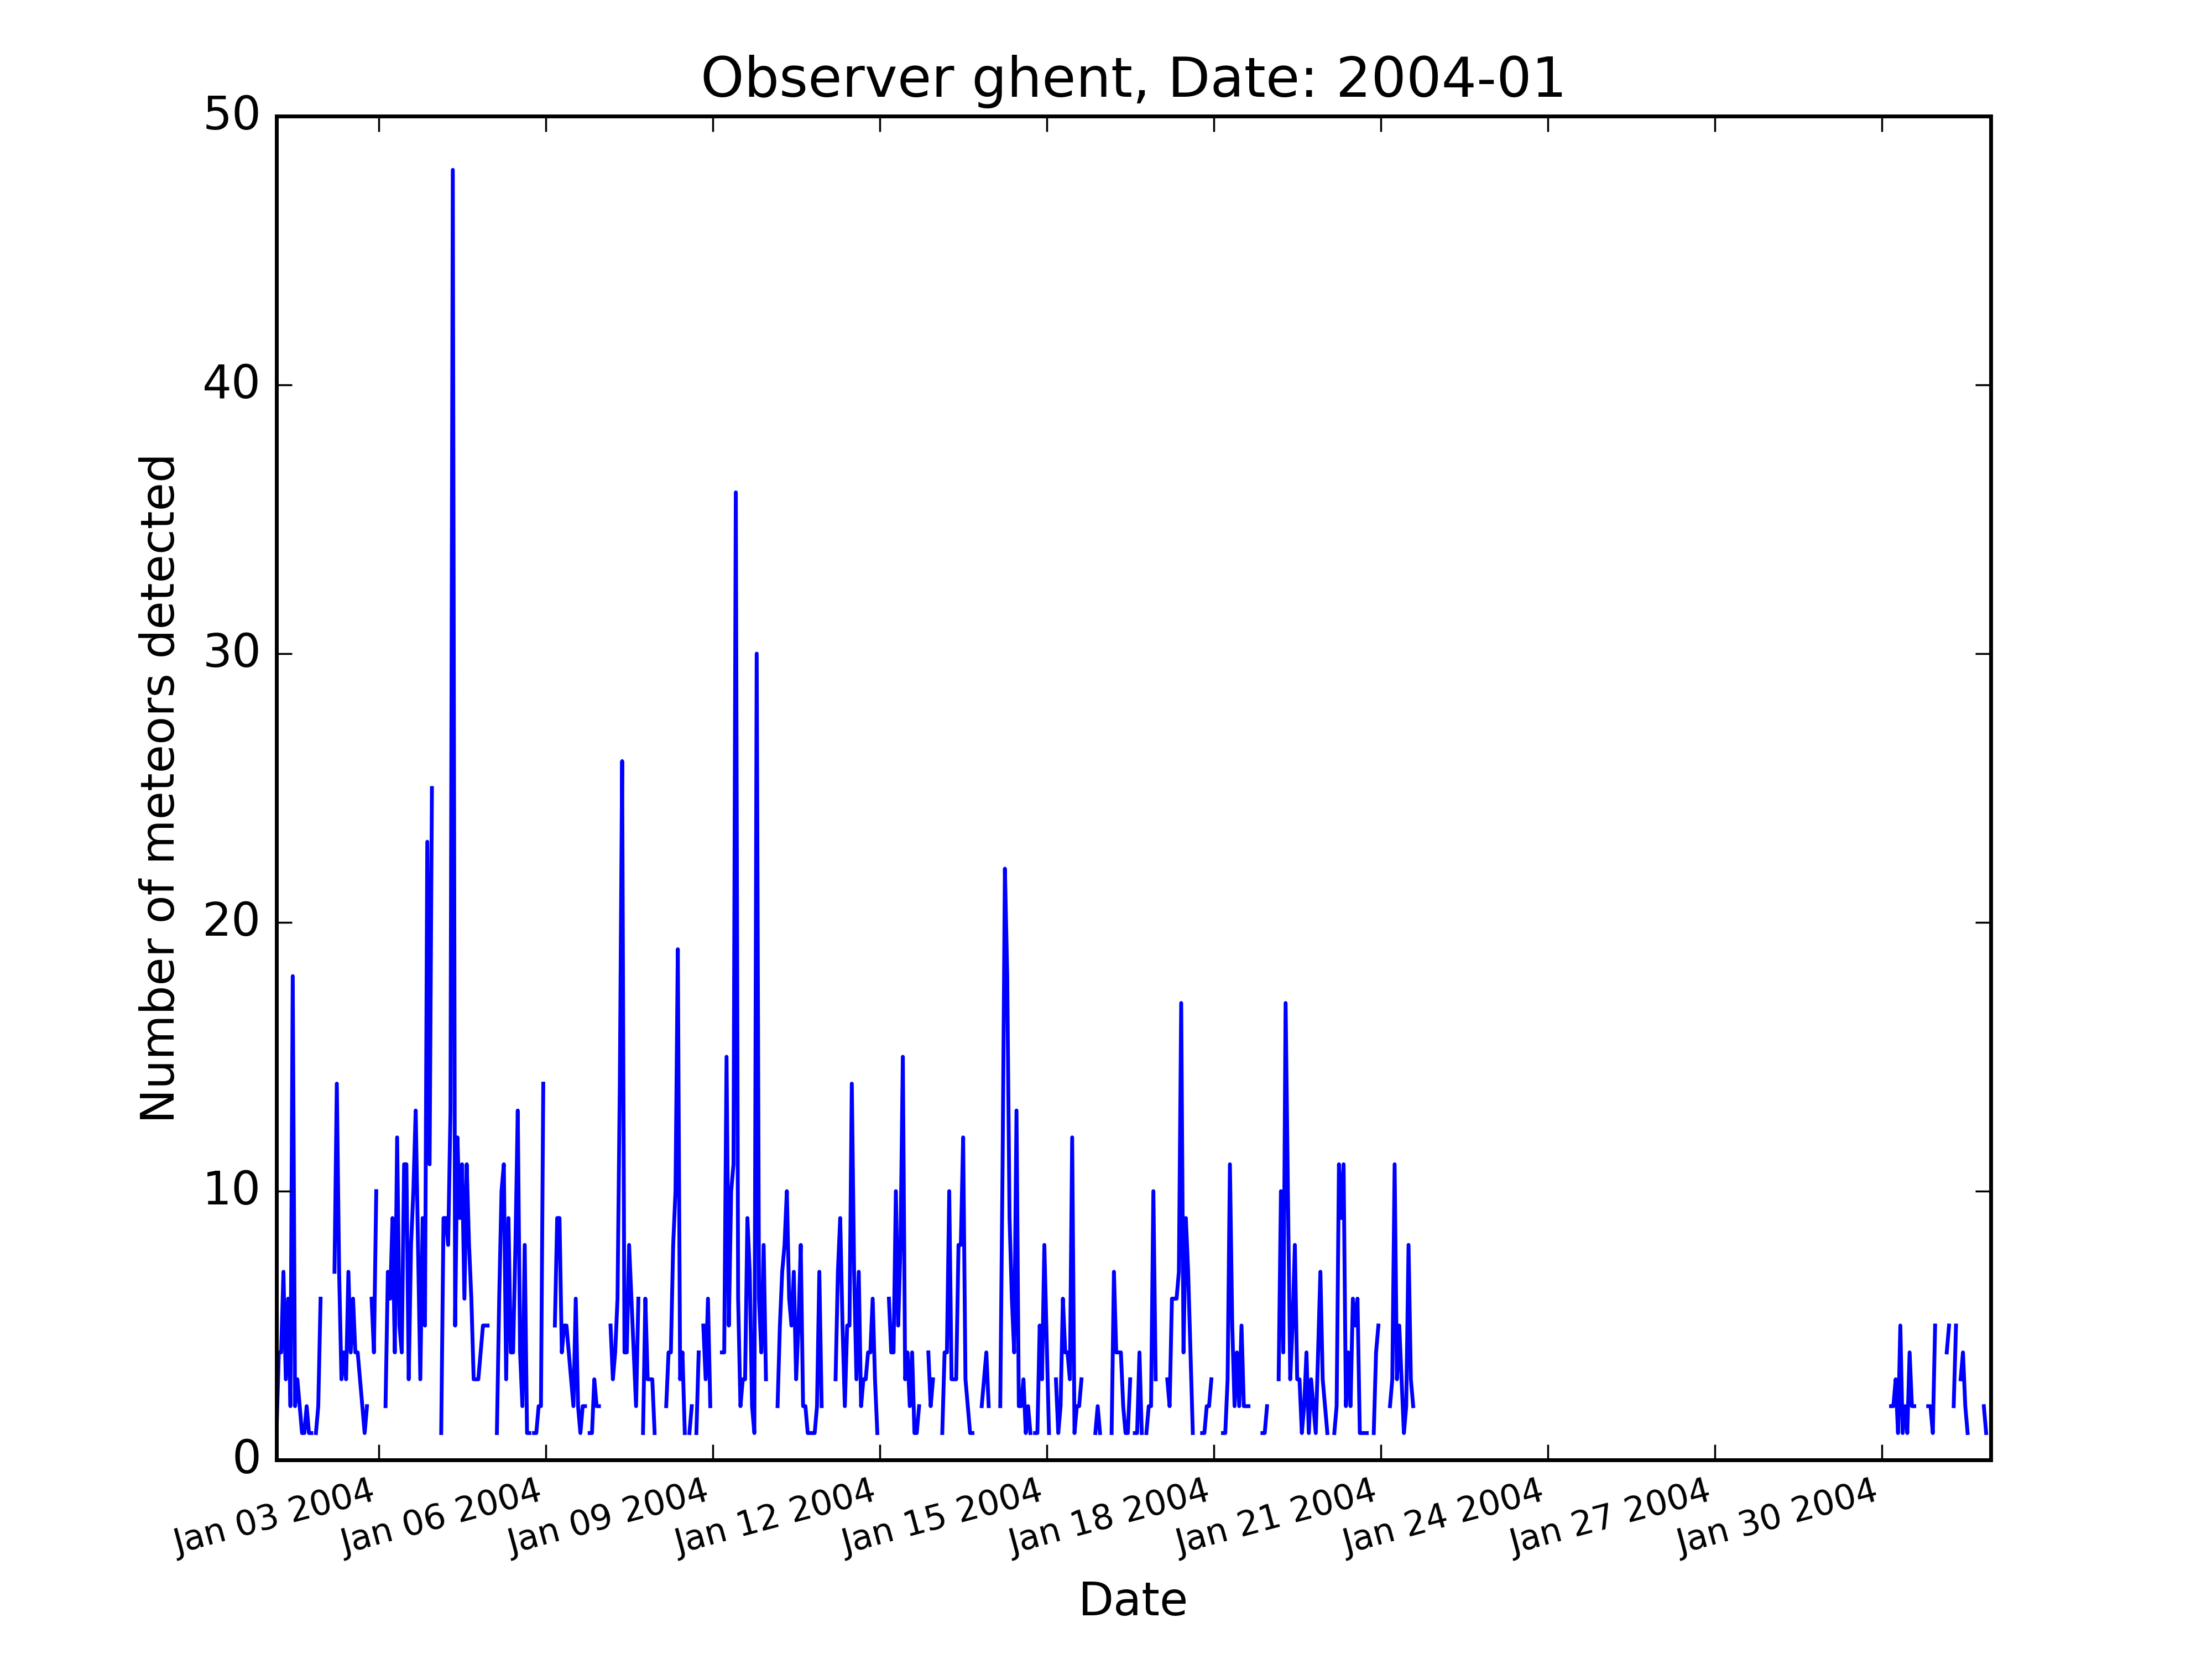 Observer ghent, Date: 2004-01
50
40
30
20
10
0
Number of meteors detected
Jan 03 2004
Jan 06 2004
Jan 09 2004
Jan 12 2004
Jan 15 2004
Jan 18 2004
Jan 21 2004
Jan 24 2004
Jan 27 2004
Jan 30 2004
Date